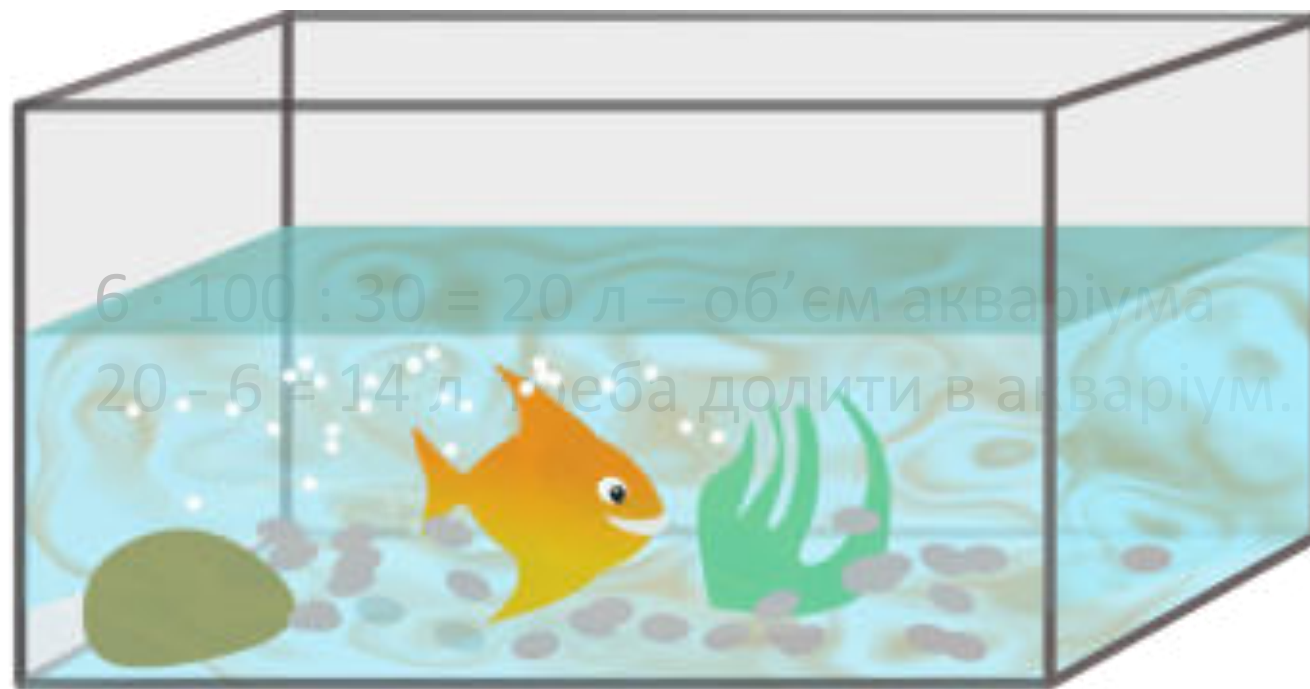 6 · 100 : 30 = 20 л – об’єм акваріума
20 - 6 = 14 л треба долити в акваріум.